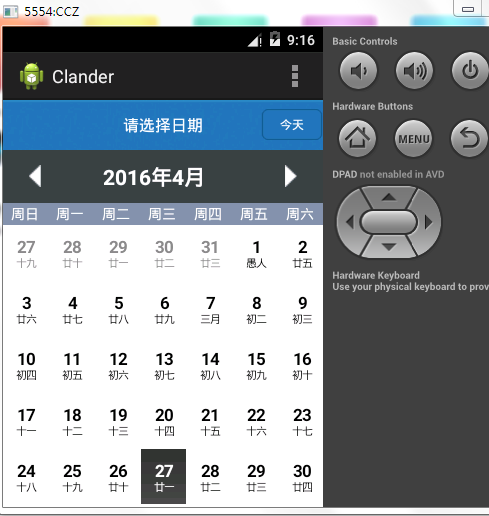 5554:CCZ
9:16
Clander
请选择日期
今天
2016年4月
周日 周一 周二 周三 周四 周五 周六
27 28 29 30 31 1 2
十九 廿十 廿一 廿二 廿三 愚人 廿五
3 4 5 6 7 8 9
廿六 廿七 廿八 廿九 三月 初二 初三
10 11 12 13 14 15 16
初四 初五 初六 初七 初八 初九 初十
17 18 19 20 21 22 23
十一 十二 十三 十四 十五 十六 十七
24 25 26 27 28 29 30
十八 十九 廿十 廿一 廿二 廿三 廿四
Basic Controls
Hardware Buttons
MENU
DPAD not enabled in AVD
Hardware Keyboard
Use your physical keyboard to prov